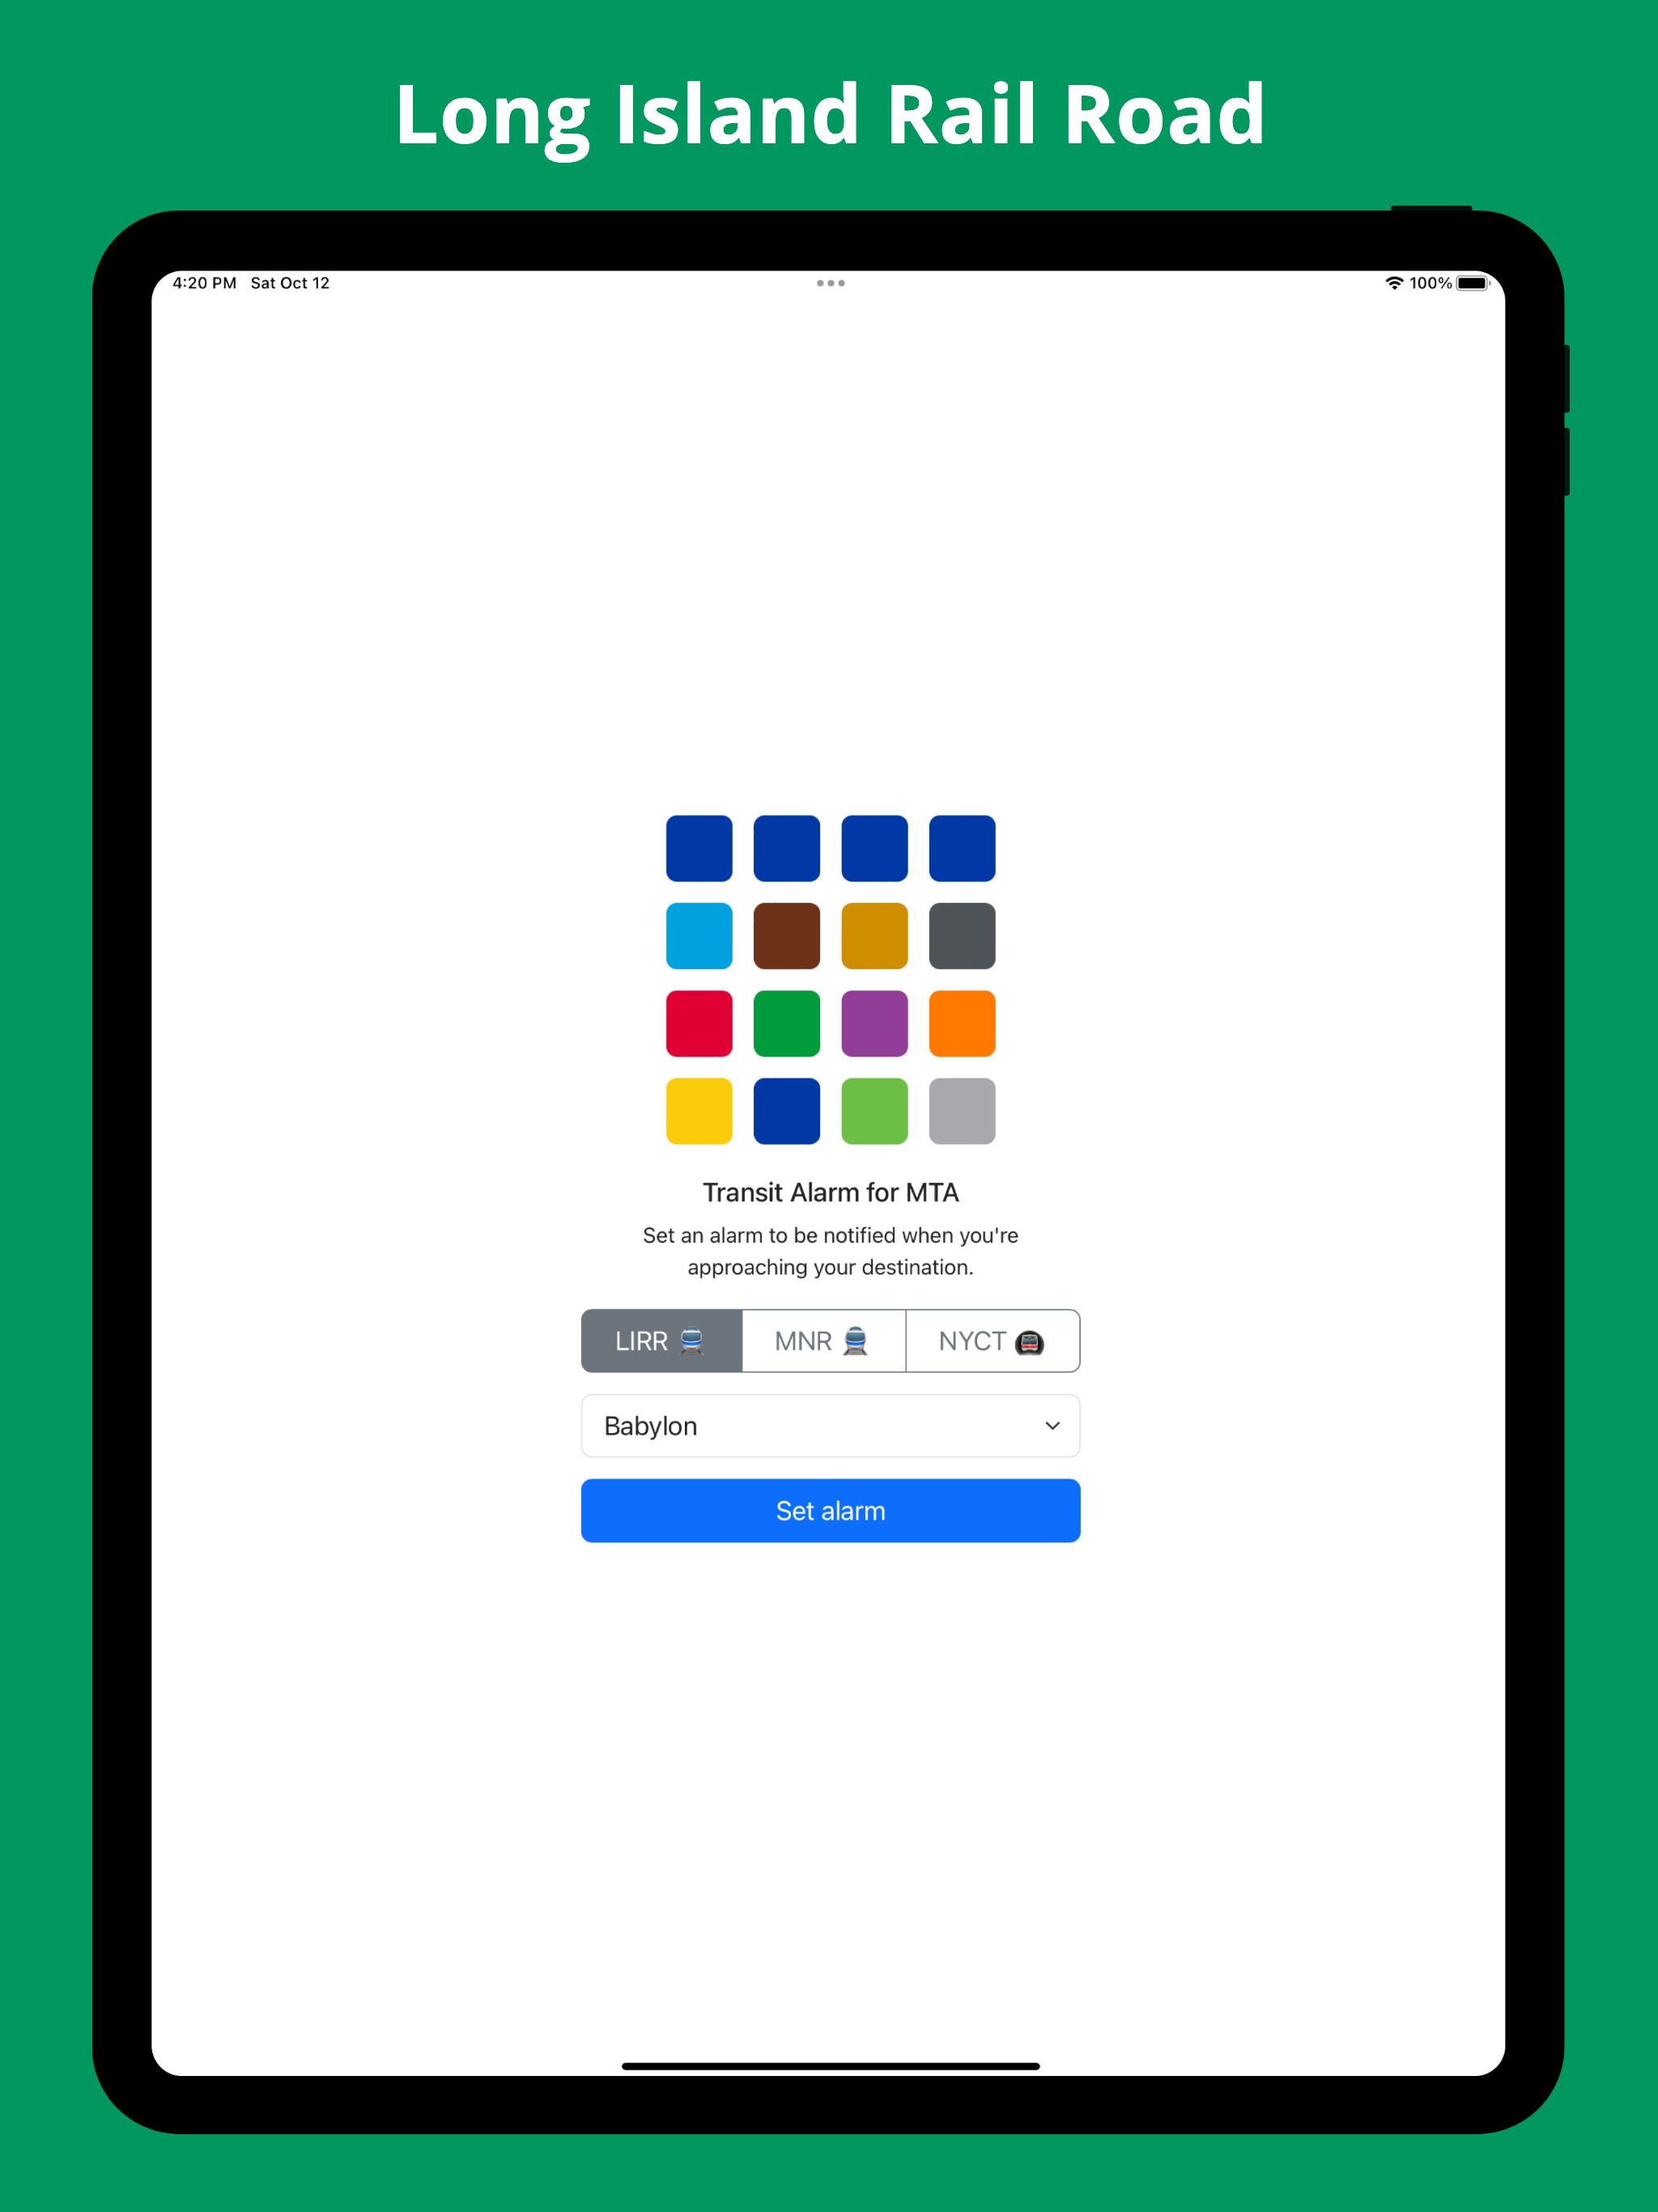 Long Island Rail Road
4:20 PM Sat Oct 12
100%
Transit Alarm for MTA
Set an alarm to be notified when you're
approaching your destination.
LIRR MNR NYCT
Babylon
Set alarm